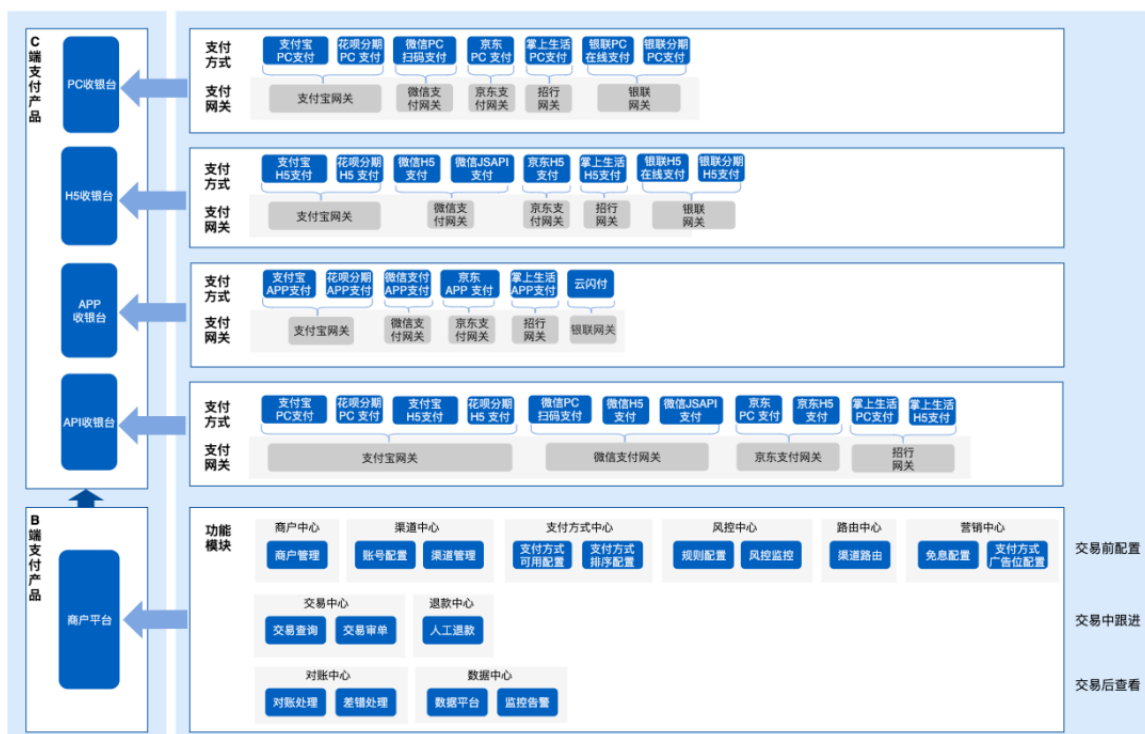 C端支付产品
PC收银台
支付方式
支付宝
PC支付
花呗分期
PC 支付
微信PC
扫码支付
京东
PC 支付
掌上生活
PC支付
银联PC
在线支付
银联分期
PC支付
支付网关
支付宝网关
微信支付网关
京东支付网关
招行网关
银联网关
H5收银台
支付方式
支付宝
H5支付
花呗分期
H5 支付
微信H5
支付
微信JSAPI
支付
京东H5
支付
掌上生活
H5支付
银联H5
在线支付
银联分期
H5支付
支付网关
支付宝网关
微信支付网关
京东支付网关
招行网关
银联网关
APP
收银台
支付方式
支付宝
APP支付
花呗分期
APP支付
微信支付
APP支付
京东
APP 支付
掌上生活
APP支付
云闪付
支付网关
支付宝网关
微信支付网关
京东支付网关
招行网关
银联网关
API收银台
支付方式
支付宝
PC支付
花呗分期
PC 支付
支付宝
H5支付
花呗分期
H5 支付
微信PC
扫码支付
微信H5
支付
微信JSAPI
支付
京东
PC 支付
京东H5
支付
掌上生活
PC支付
掌上生活
H5支付
支付网关
支付宝网关
微信支付网关
京东支付网关
招行网关
B端支付产品
商户平台
功能模块
商户中心
商户管理
渠道中心
账号配置
渠道管理
支付方式中心
支付方式
可用配置
支付方式
排序配置
风控中心
规则配置
风控监控
路由中心
渠道路由
营销中心
免息配置
支付方式
广告位配置
交易前配置
交易中心
交易查询
交易审单
退款中心
人工退款
交易中跟进
对账中心
对账处理
差错处理
数据中心
数据平台
监控告警
交易后查看